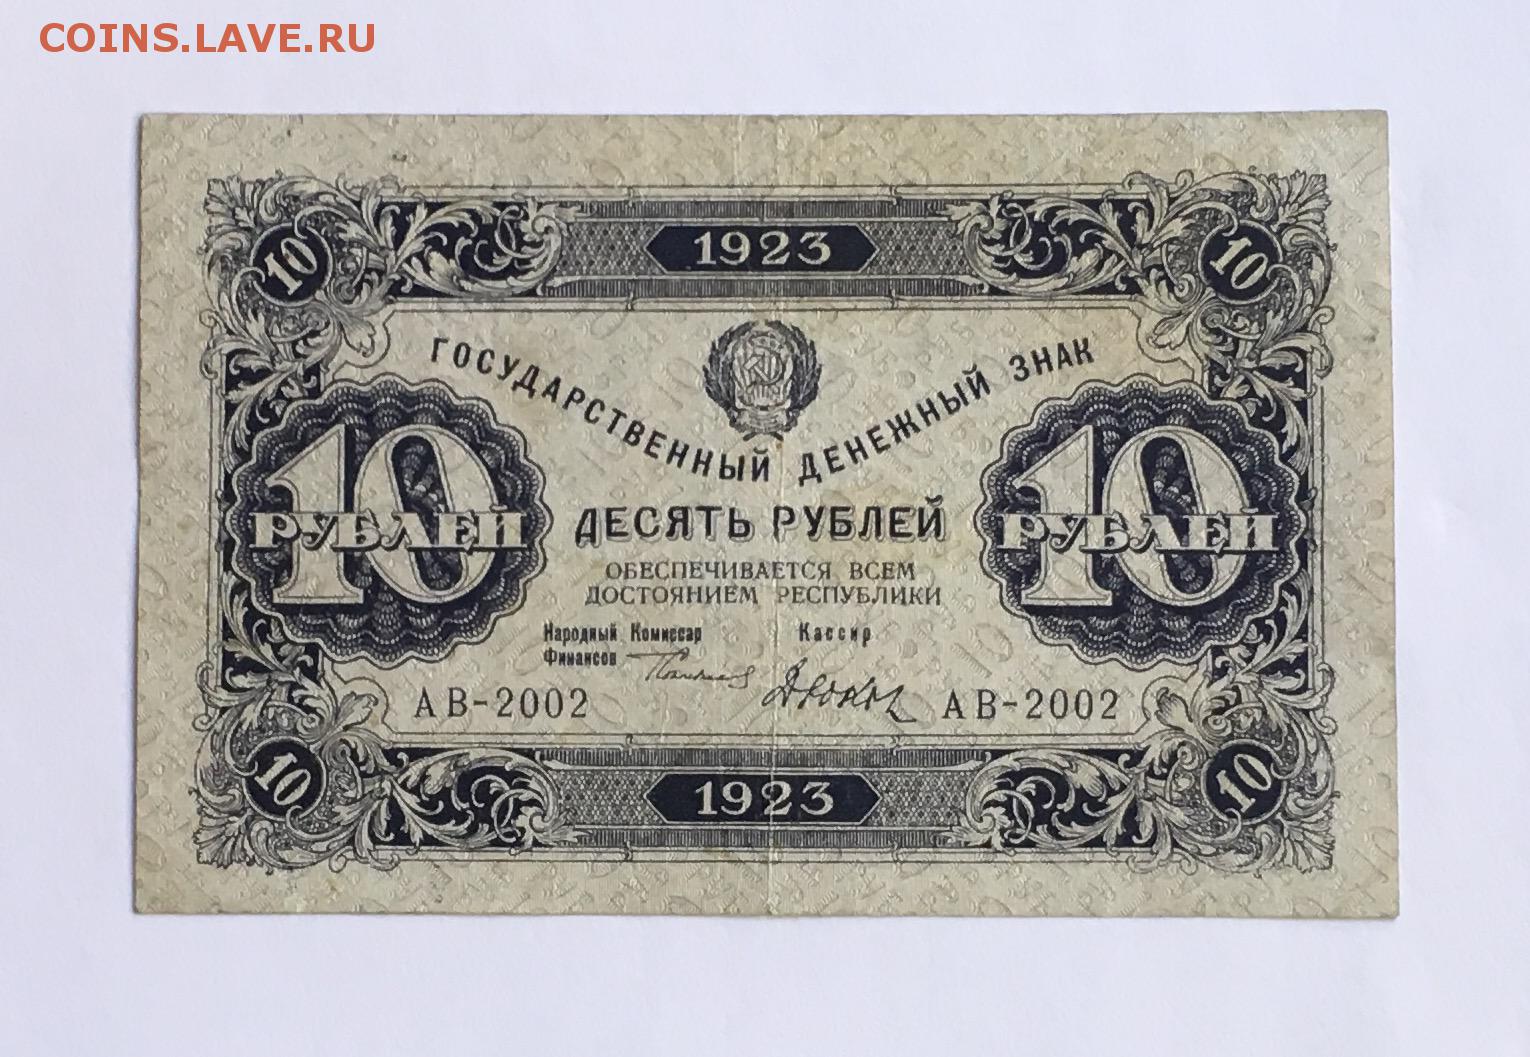 COINS.LAVE.RU
1923
10 10
ГОСУДАРСТВЕННЫЙ ДЕНЕЖНЫЙ ЗНАК
10 РУБЛЕЙ
ДЕСЯТЬ РУБЛЕЙ
10 РУБЛЕЙ
ОБЕСПЕЧИВАЕТСЯ ВСЕМ
ДОСТОЯНИЕМ РЕСПУБЛИКИ
Народный Комиссар
Финансов
Кассир
АВ-2002 АВ-2002
10 10
1923